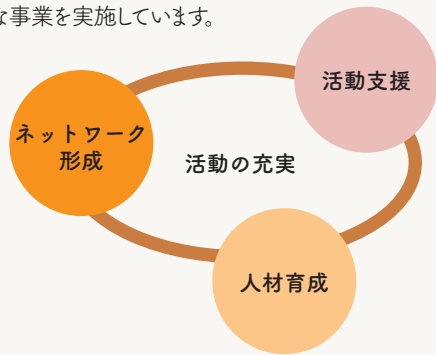 な事業を実施しています。
活動支援
ネットワーク
形成
活動の充実
人材育成